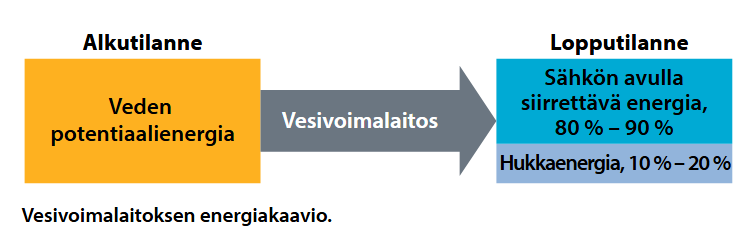 Alkutilanne
Lopputilanne
Veden
potentiaalienergia
Vesivoimalaitos
Sähkön avulla
siirrettävä energia,
80 % – 90 %
Hukkaenergia, 10 % – 20 %
Vesivoimalaitoksen energiakaavio.